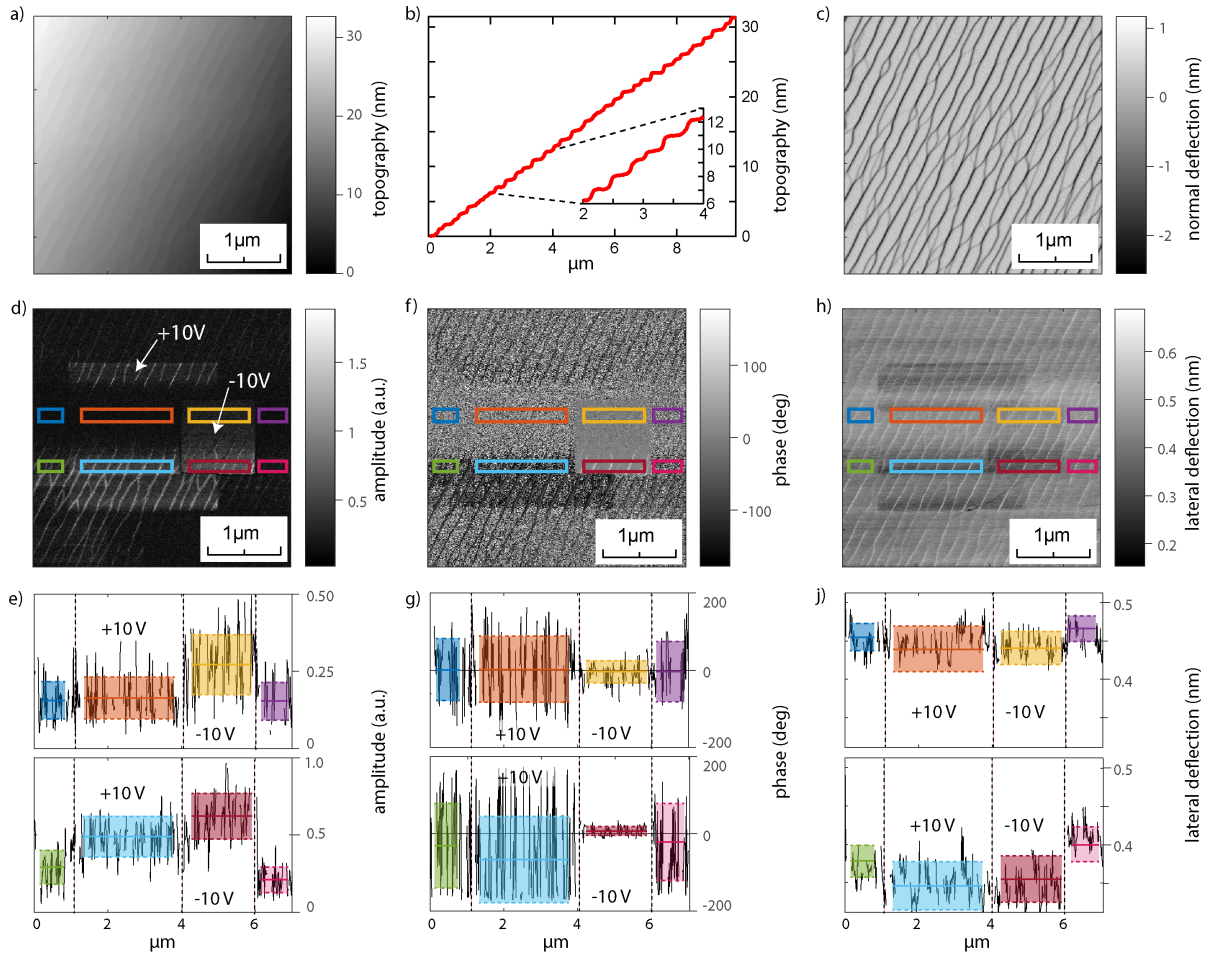 a)
30
20
10
0
topography (nm)
1µm
b)
30
20
10
0
topography (nm)
12
10
8
6
2 3 4
0 2 4 6 8
µm
c)
1
0
-1
-2
normal deflection (nm)
1µm
d)
+10V
-10V
1.5
1
0.5
amplitude (a.u.)
1µm
f)
100
0
-100
phase (deg)
1µm
h)
0.6
0.5
0.4
0.3
0.2
lateral deflection (nm)
1µm
e)
+10 V
-10 V
0.50
0.25
0
amplitude (a.u.)
+10 V
-10 V
1.0
0.5
0
0 2 4 6
µm
g)
+10 V
-10 V
200
0
-200
phase (deg)
+10 V
-10 V
200
0
-200
0 2 4 6
µm
j)
+10 V
-10 V
0.5
0.4
lateral deflection (nm)
+10 V
-10 V
0.5
0.4
0 2 4 6
µm